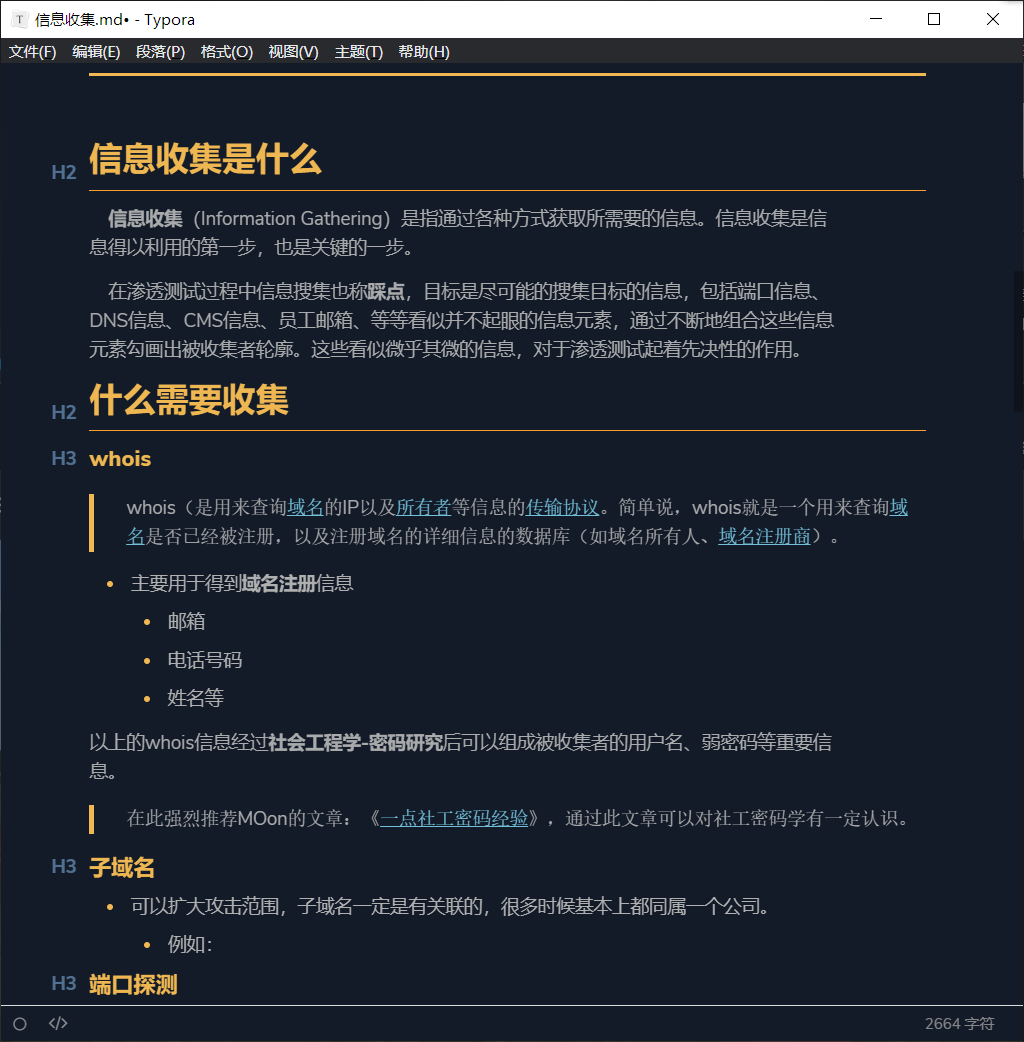 信息收集.md• - Typora
文件(F) 编辑(E) 段落(P) 格式(O) 视图(V) 主题(T) 帮助(H)
H2 信息收集是什么
信息收集（Information Gathering）是指通过各种方式获取所需要的信息。信息收集是信
息得以利用的第一步，也是关键的一步。
在渗透测试过程中信息搜集也称踩点，目标是尽可能的搜集目标的信息，包括端口信息、
DNS信息、CMS信息、员工邮箱、等等看似并不起眼的信息元素，通过不断地组合这些信息
元素勾画出被收集者轮廓。这些看似微乎其微的信息，对于渗透测试起着先决性的作用。
H2 什么需要收集
H3 whois
whois（是用来查询域名的IP以及所有者等信息的传输协议。简单说，whois就是一个用来查询域
名是否已经被注册，以及注册域名的详细信息的数据库（如域名所有人、域名注册商）。
• 主要用于得到域名注册信息
• 邮箱
• 电话号码
• 姓名等
以上的whois信息经过社会工程学-密码研究后可以组成被收集者的用户名、弱密码等重要信
息。
在此强烈推荐MOon的文章：《一点社工密码经验》，通过此文章可以对社工密码学有一定认识。
H3 子域名
• 可以扩大攻击范围，子域名一定是有关联的，很多时候基本上都同属一个公司。
• 例如：
H3 端口探测
</> 2664 字符